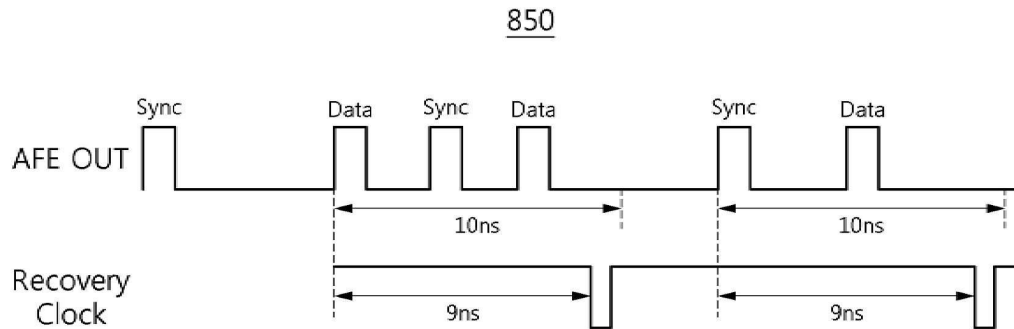 850
Sync
Data
Sync
Data
Sync
Data
AFE OUT
10ns
10ns
Recovery
Clock
9ns
9ns